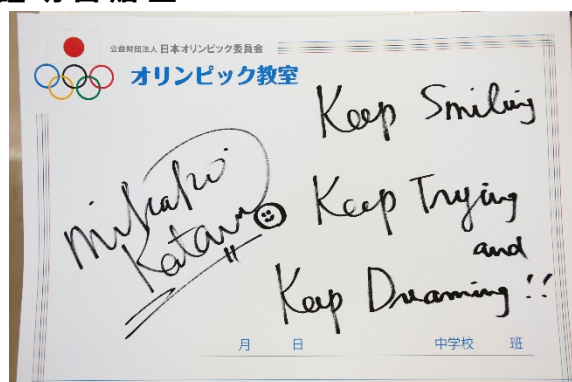 公益財団法人 日本オリンピック委員会
オリンピック教室
Keep Smiling
Keep Trying
and
Keep Dreaming!!
Mikako
Kotani
月 日 中学校 班